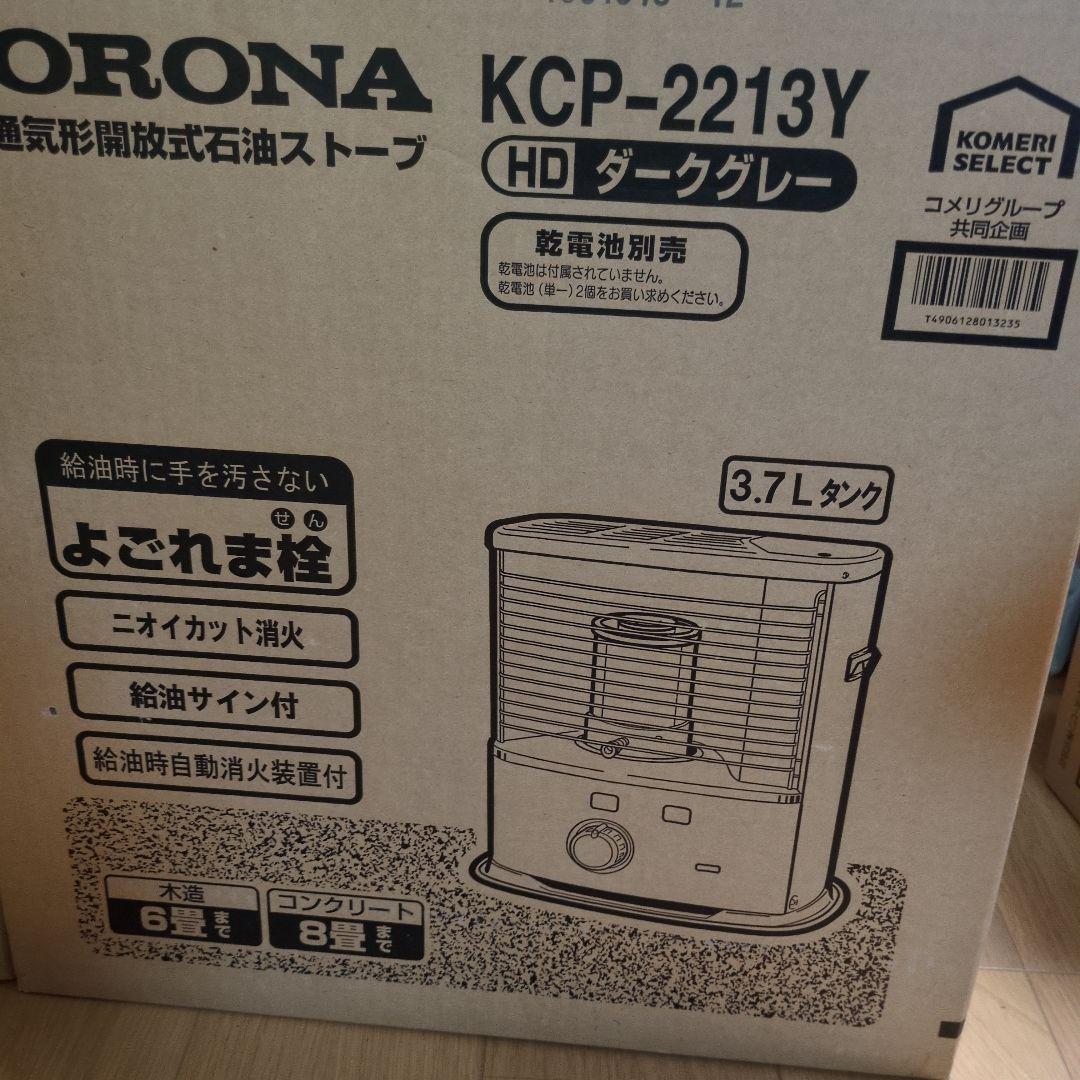 ORONA
通気形開放式石油ストーブ
KCP-2213Y
HD ダークグレー
乾電池別売
乾電池は付属されていません。
乾電池（単一）2個をお買い求めください。
KOMERI
SELECT
コメリグループ
共同企画
T4906128013235
給油時に手を汚さない
せん
よごれま栓
ニオイカット消火
給油サイン付
給油時自動消火装置付
3.7Lタンク
木造
6畳まで
コンクリート
8畳まで